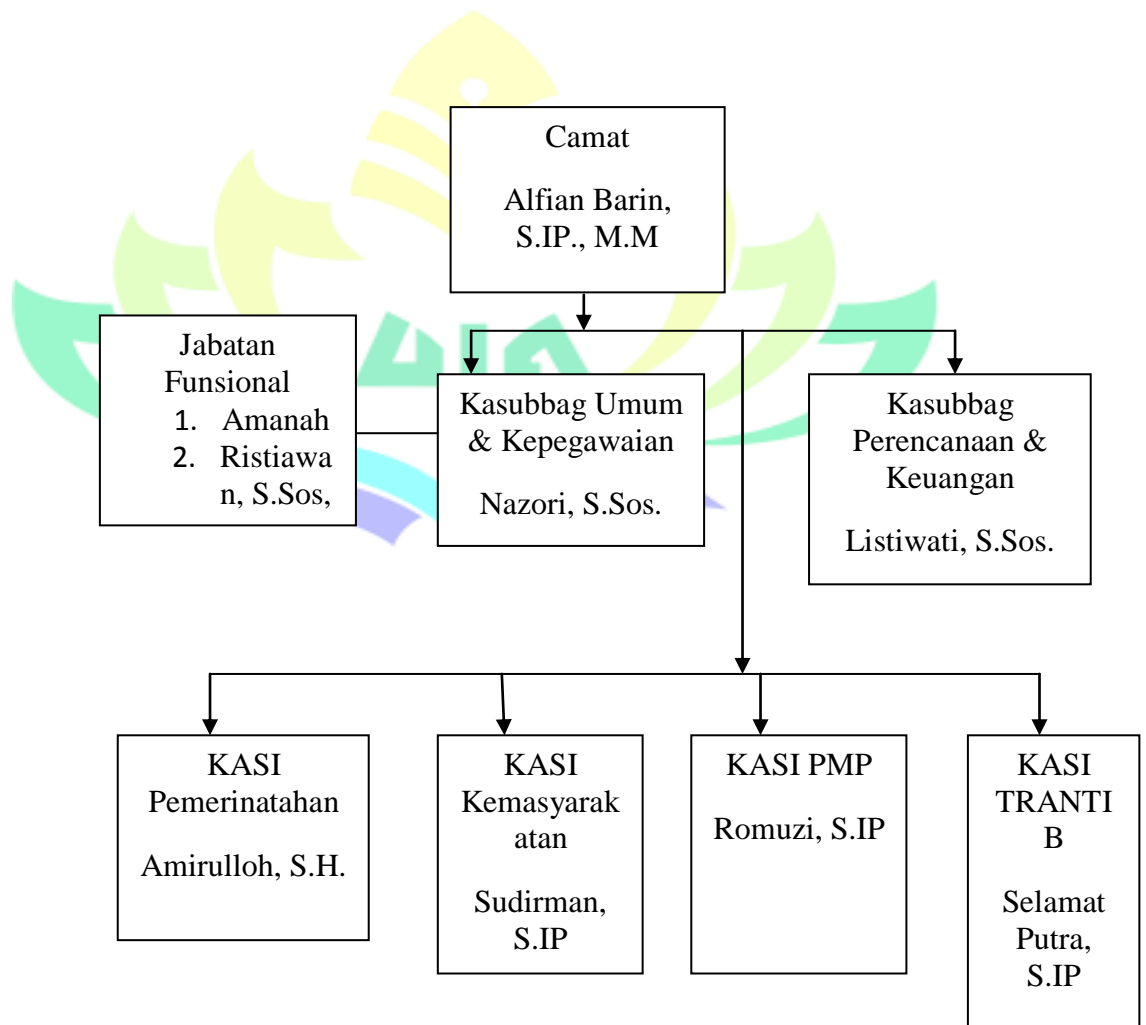 Camat
Alfian Barin,
S.IP., M.M
Jabatan
Funsional
1. Amanah
2. Ristiawa
n, S.Sos,
Kasubbag Umum
& Kepegawaian
Nazori, S.Sos.
Kasubbag
Perencanaan &
Keuangan
Listiwati, S.Sos.
KASI
Pemerinatahan
Amirulloh, S.H.
KASI
Kemasyarak
atan
Sudirman,
S.IP
KASI PMP
Romuzi, S.IP
KASI
TRANTI
B
Selamat
Putra,
S.IP